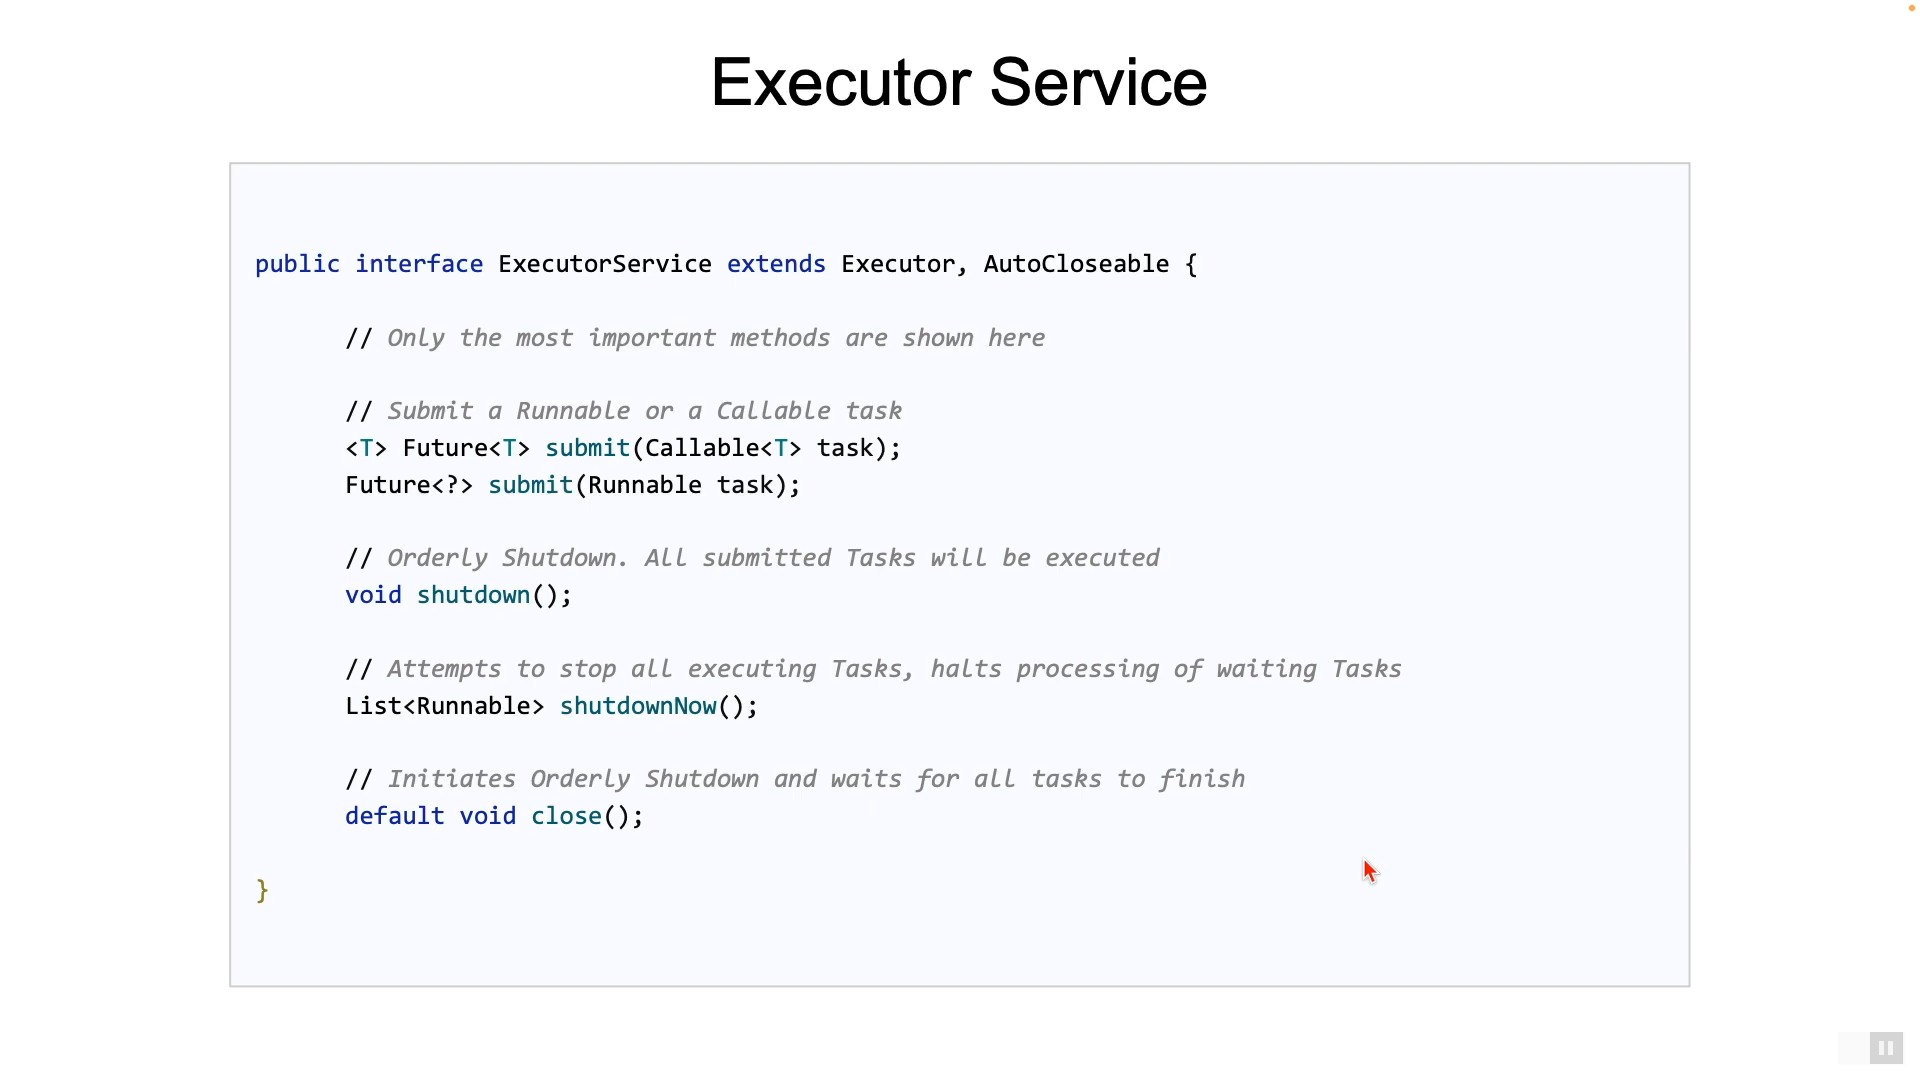 Executor Service
public interface ExecutorService extends Executor, AutoCloseable {
// Only the most important methods are shown here
// Submit a Runnable or a Callable task
<T> Future<T> submit(Callable<T> task);
Future<?> submit(Runnable task);
// Orderly Shutdown. All submitted Tasks will be executed
void shutdown();
// Attempts to stop all executing Tasks, halts processing of waiting Tasks
List<Runnable> shutdownNow();
// Initiates Orderly Shutdown and waits for all tasks to finish
default void close();
}